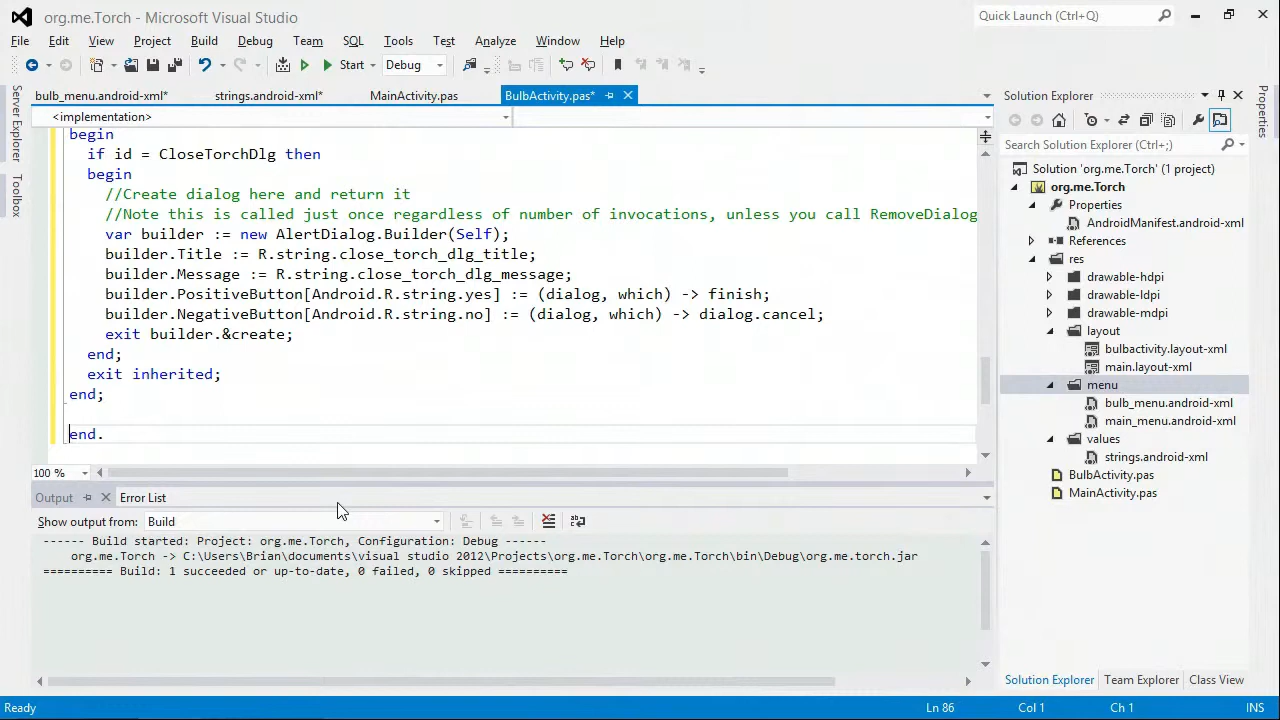 org.me.Torch - Microsoft Visual Studio
Quick Launch (Ctrl+Q)
File Edit View Project Build Debug Team SQL Tools Test Analyze Window Help
Start Debug
bulb_menu.android-xml* strings.android-xml* MainActivity.pas BulbActivity.pas*
<implementation>
begin
if id = CloseTorchDlg then
begin
//Create dialog here and return it
//Note this is called just once regardless of number of invocations, unless you call RemoveDialog
var builder := new AlertDialog.Builder(Self);
builder.Title := R.string.close_torch_dlg_title;
builder.Message := R.string.close_torch_dlg_message;
builder.PositiveButton[Android.R.string.yes] := (dialog, which) -> finish;
builder.NegativeButton[Android.R.string.no] := (dialog, which) -> dialog.cancel;
exit builder.&create;
end;
exit inherited;
end;
end.
100 %
Output Error List
Show output from: Build
------ Build started: Project: org.me.Torch, Configuration: Debug ------
org.me.Torch -> C:\Users\Brian\documents\visual studio 2012\Projects\org.me.Torch\org.me.Torch\bin\Debug\org.me.torch.jar
========== Build: 1 succeeded or up-to-date, 0 failed, 0 skipped ==========
Server Explorer
Toolbox
Solution Explorer
Search Solution Explorer (Ctrl+;)
Solution 'org.me.Torch' (1 project)
org.me.Torch
Properties
AndroidManifest.android-xml
References
res
drawable-hdpi
drawable-ldpi
drawable-mdpi
layout
bulbactivity.layout-xml
main.layout-xml
menu
bulb_menu.android-xml
main_menu.android-xml
values
strings.android-xml
BulbActivity.pas
MainActivity.pas
Solution Explorer Team Explorer Class View
Properties
Ready Ln 86 Col 1 Ch 1 INS